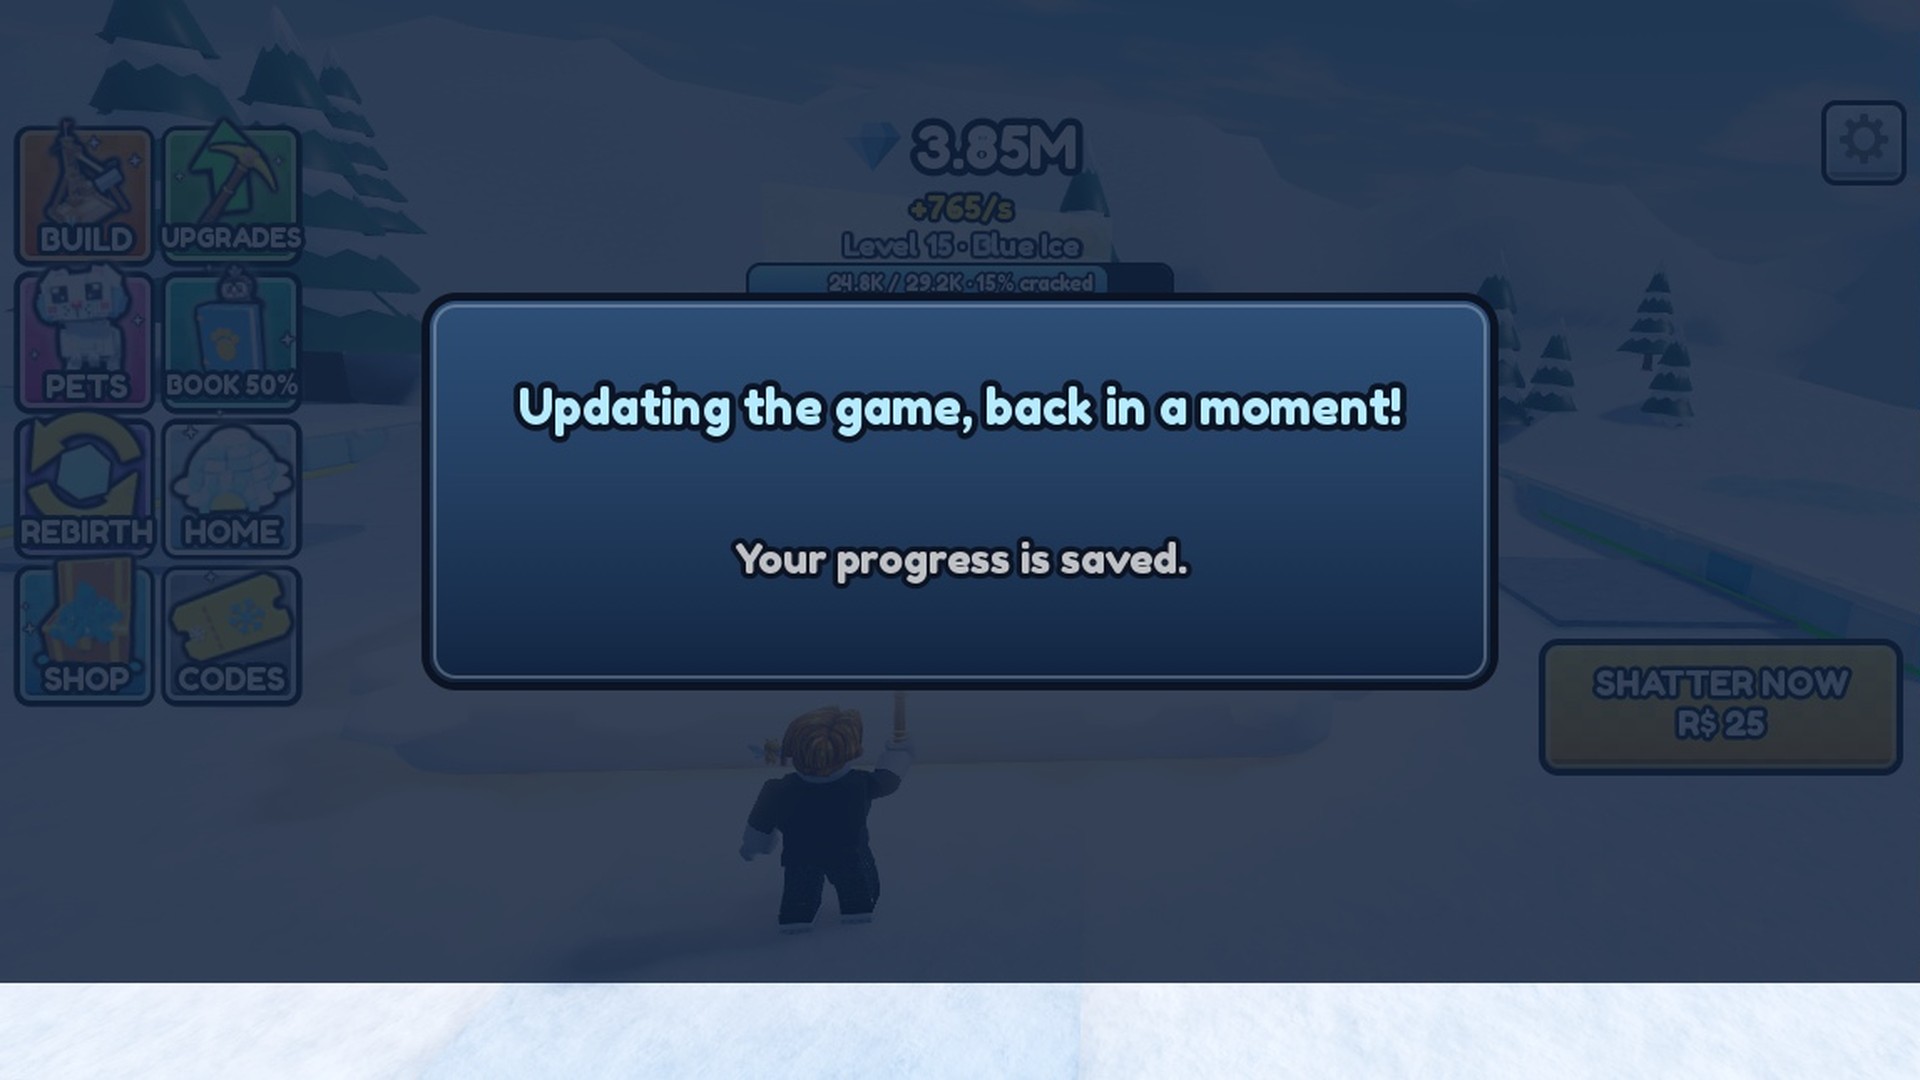 3.85M
+765/s
Level 15 · Blue Ice
24.8K / 29.2K · 15% cracked
BUILD
UPGRADES
PETS
BOOK 50%
REBIRTH
HOME
SHOP
CODES
Updating the game, back in a moment!
Your progress is saved.
SHATTER NOW
R$ 25